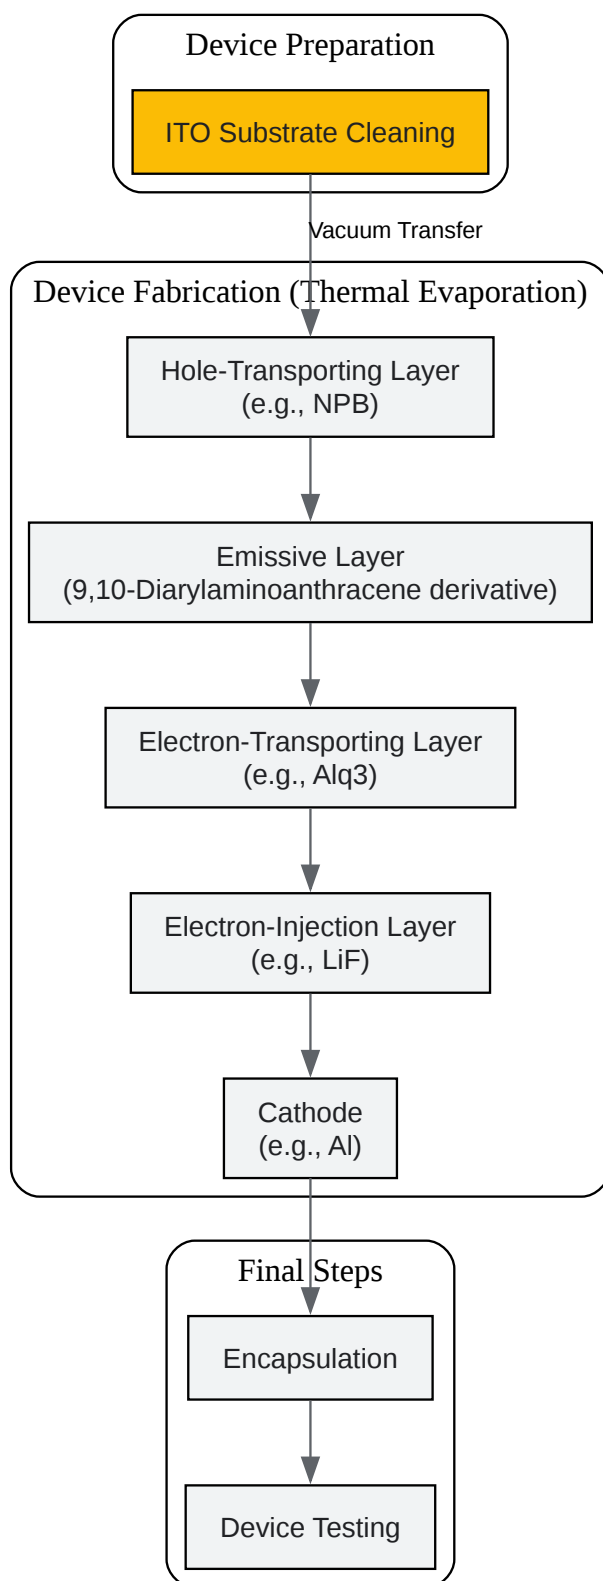 Device Preparation
ITO Substrate Cleaning
Vacuum Transfer
Device Fabrication (Thermal Evaporation)
Hole-Transporting Layer
(e.g., NPB)
Emissive Layer
(9,10-Diarylaminoanthracene derivative)
Electron-Transporting Layer
(e.g., Alq3)
Electron-Injection Layer
(e.g., LiF)
Cathode
(e.g., Al)
Final Steps
Encapsulation
Device Testing